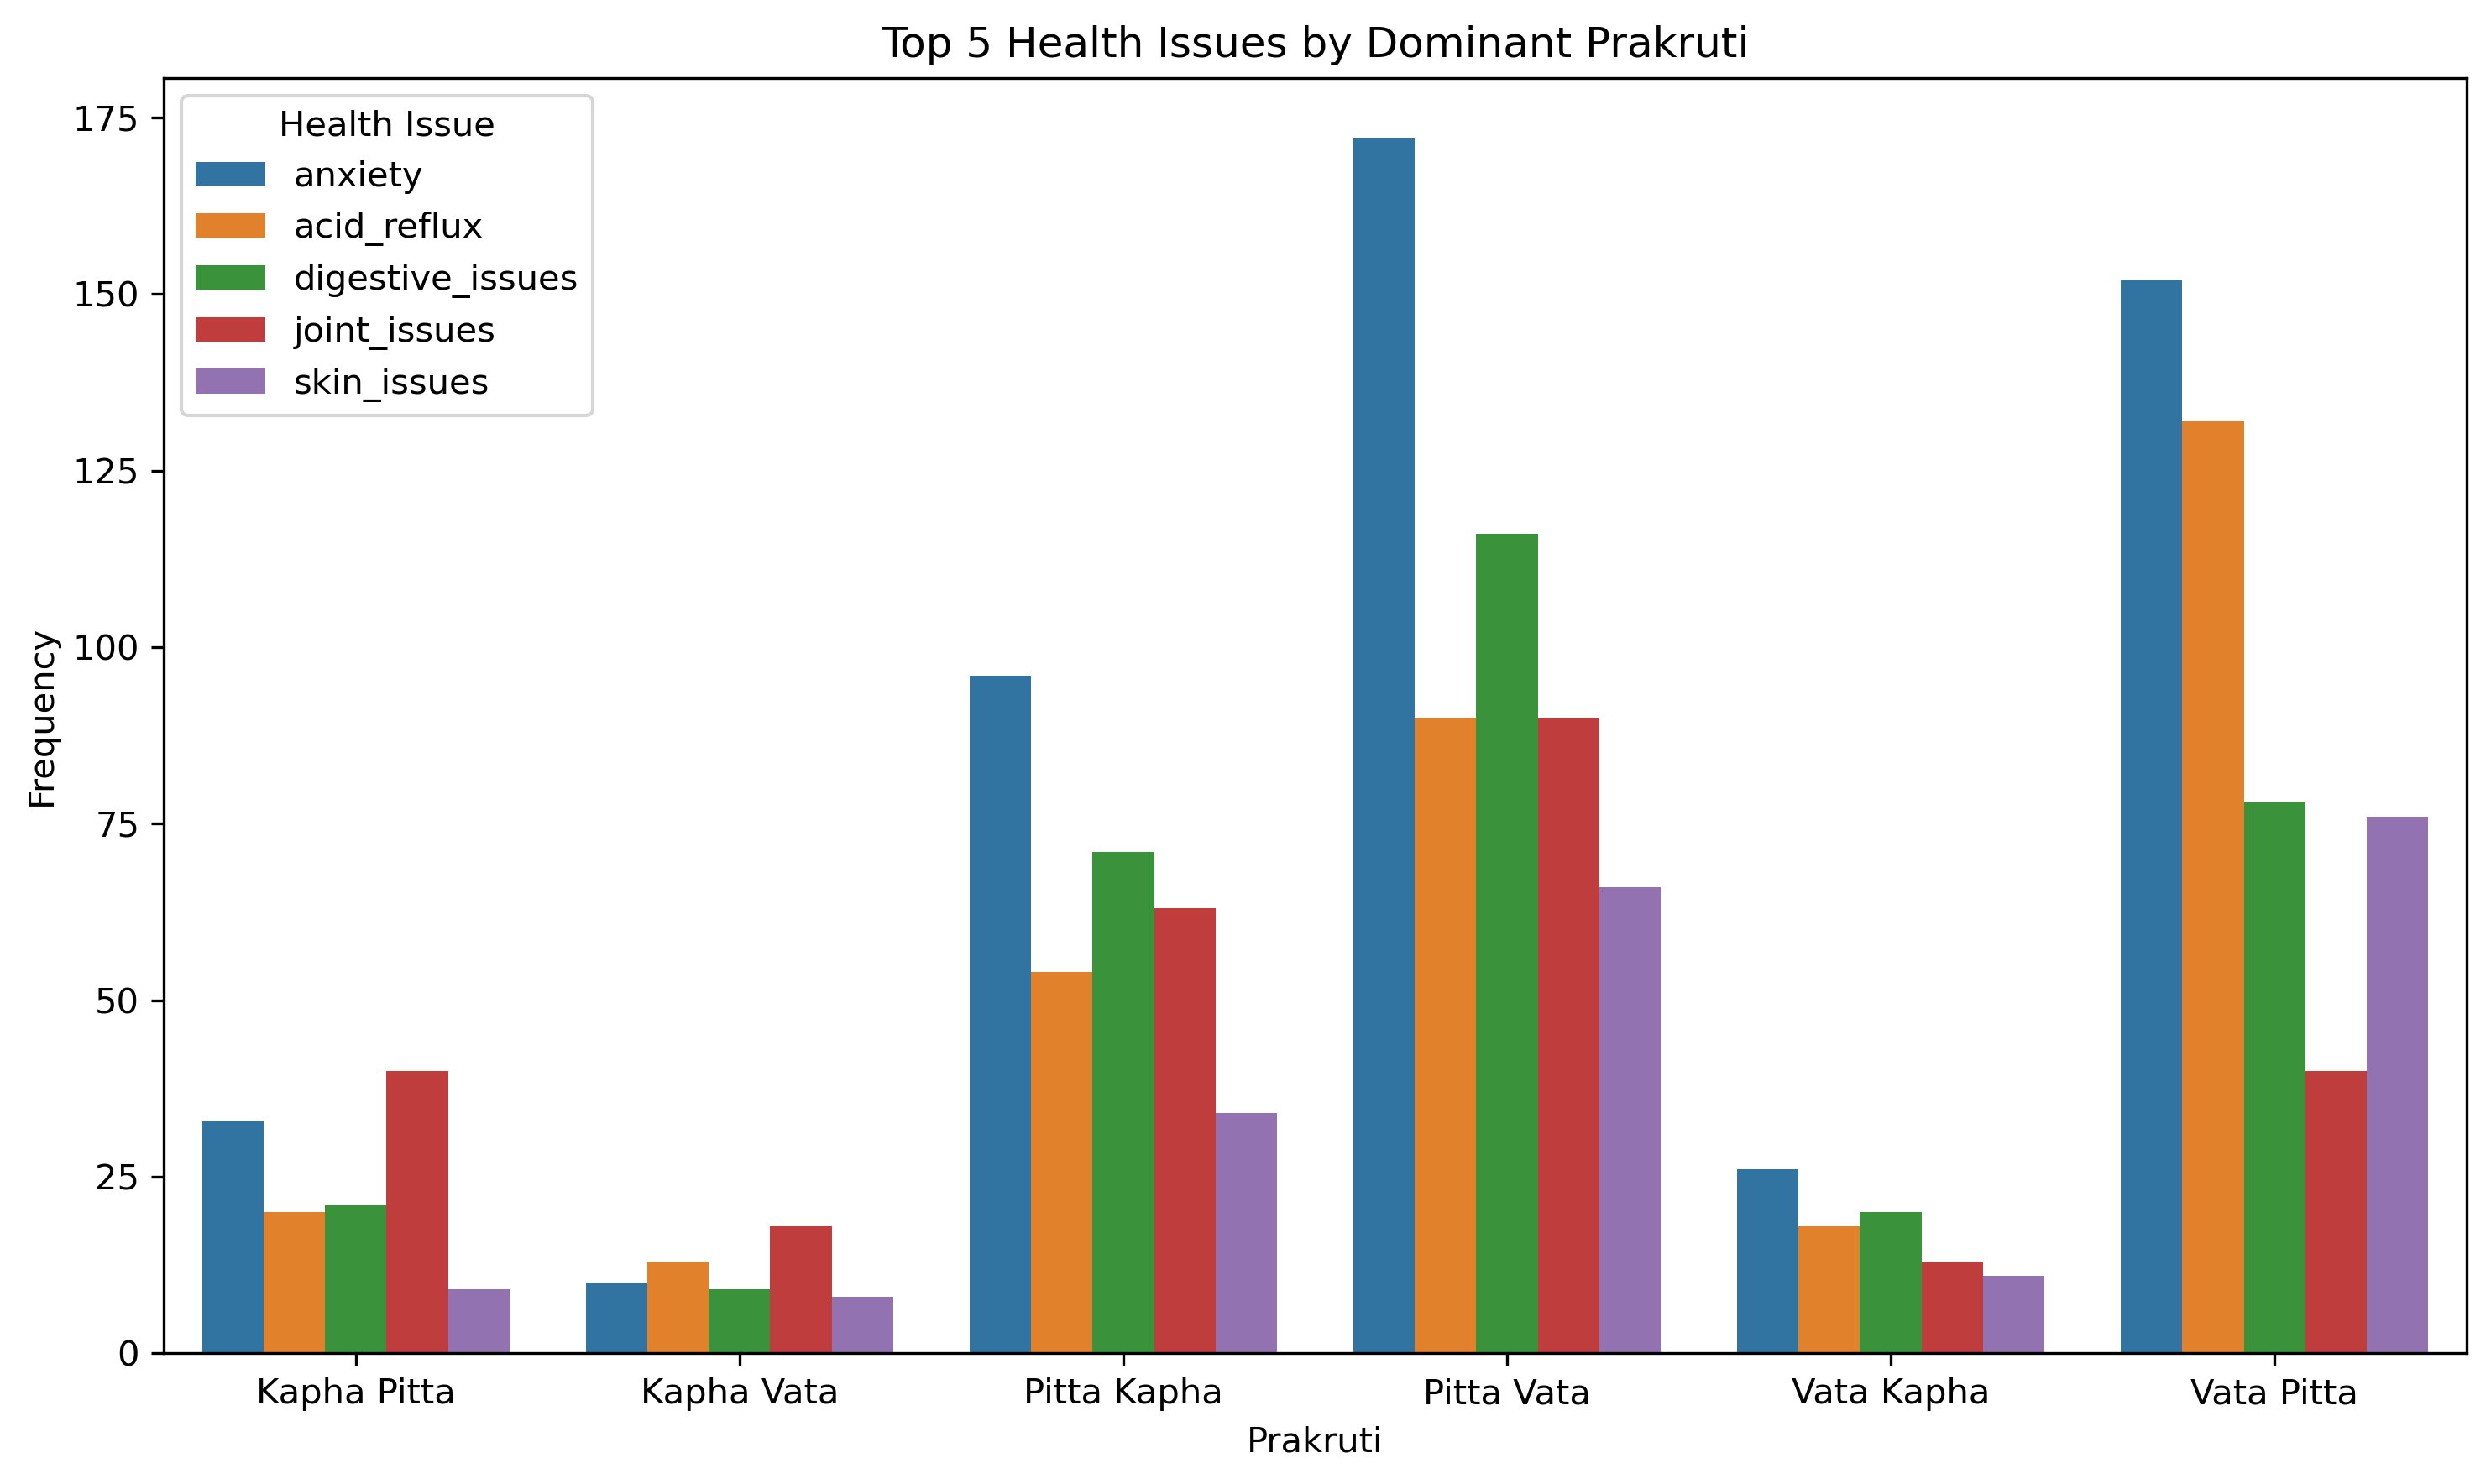 Top 5 Health Issues by Dominant Prakruti
Health Issue
anxiety
acid_reflux
digestive_issues
joint_issues
skin_issues
175
150
125
100
75
50
25
0
Frequency
Kapha Pitta
Kapha Vata
Pitta Kapha
Pitta Vata
Vata Kapha
Vata Pitta
Prakruti